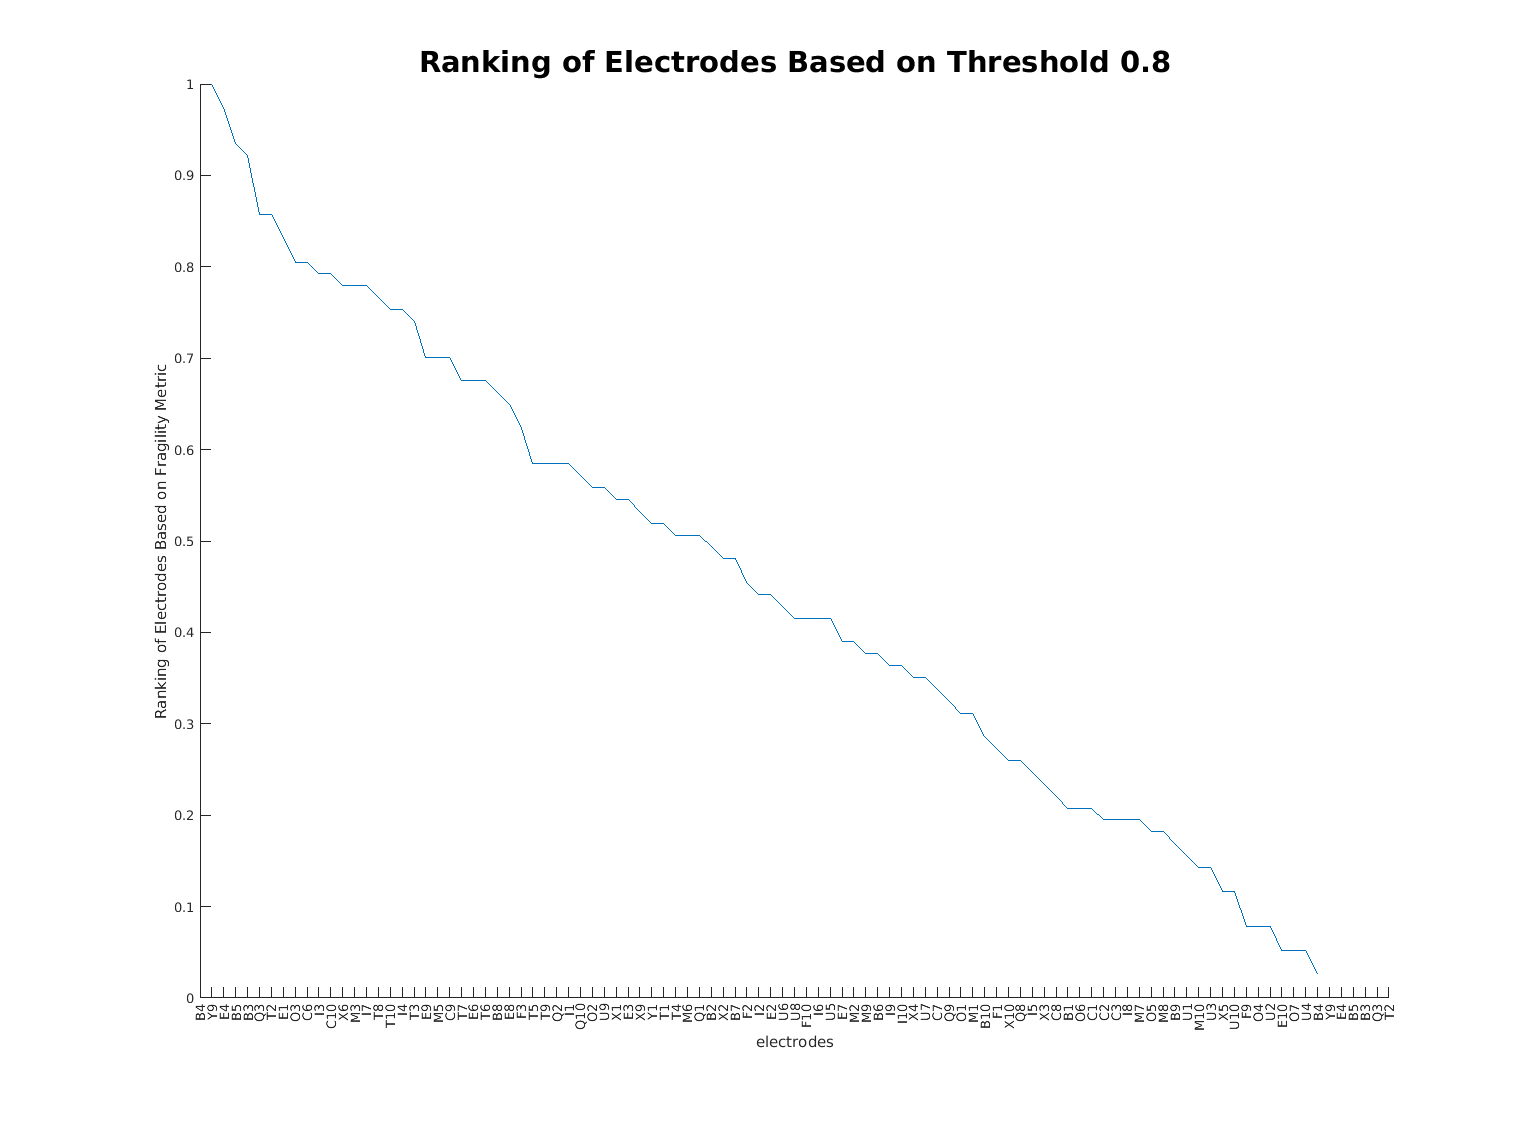 Ranking of Electrodes Based on Threshold 0.8
1
0.9
0.8
0.7
0.6
0.5
0.4
0.3
0.2
0.1
0
Ranking of Electrodes Based on Fragility Metric
B4 Y9 E4 B5 B3 Q3 T2 E1 O3 C6 I3 C10 X6 M3 I7 T8 T10 I4 T3 E9 M5 C9 T7 E6 T6 B8 E8 F3 T5 T9 Q2 I1 Q10 O2 U9 X1 E3 X9 Y1 T1 T4 M6 Q1 B2 X2 B7 F2 I2 E2 U6 U8 F10 I6 U5 E7 M2 M9 B6 I9 I10 X4 U7 C7 Q9 O1 M1 B10 F1 X10 Q8 I5 X3 C8 B1 O6 C1 C2 C3 I8 M7 O5 M8 B9 U1 M10 U3 X5 U10 F9 O4 U2 E10 O7 U4 B4 Y9 E4 B5 B3 Q3 T2
electrodes